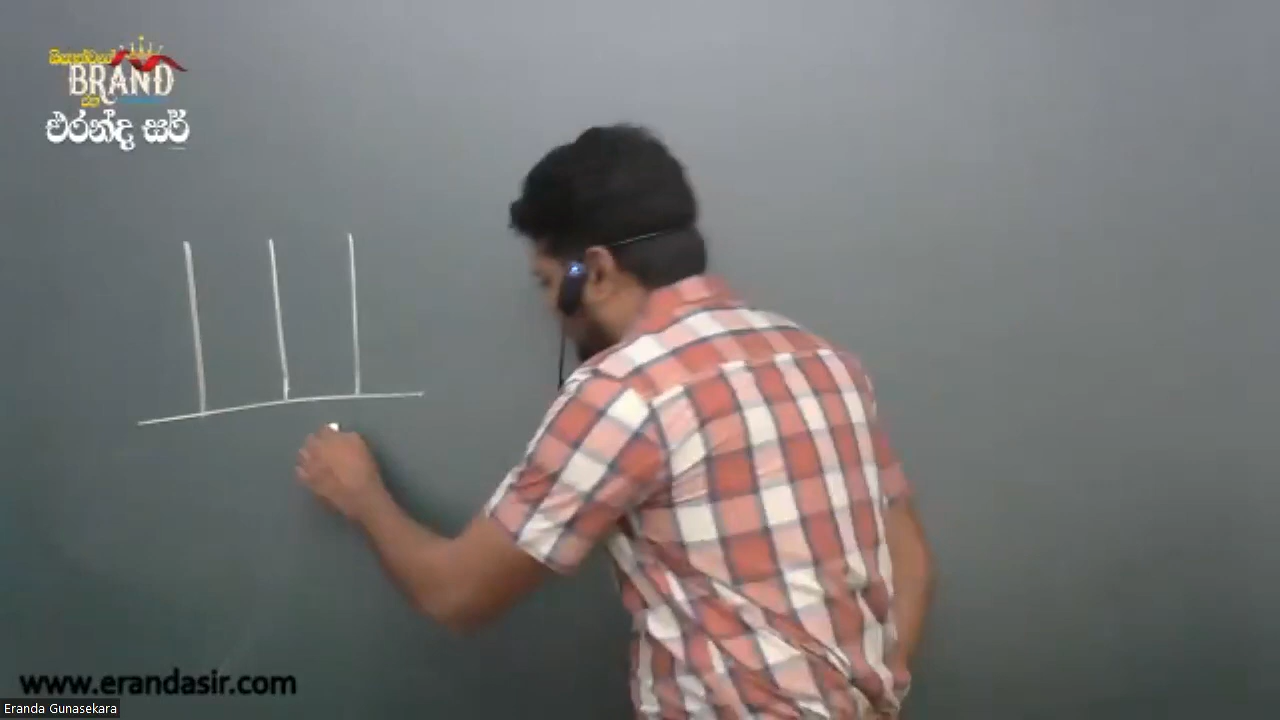 BRAND
එරන්ද සර්
www.erandasir.com
Eranda Gunasekara